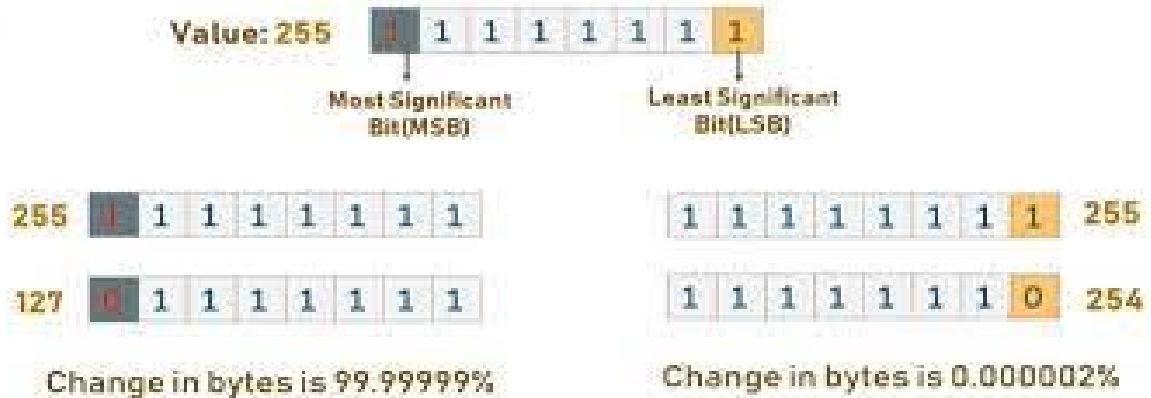 Value: 255 1 1 1 1 1 1 1 1
Most Significant
Bit(MSB)
Least Significant
Bit(LSB)
255 1 1 1 1 1 1 1 1
1 1 1 1 1 1 1 1 255
127 0 1 1 1 1 1 1 1
1 1 1 1 1 1 1 0 254
Change in bytes is 99.99999%
Change in bytes is 0.000002%